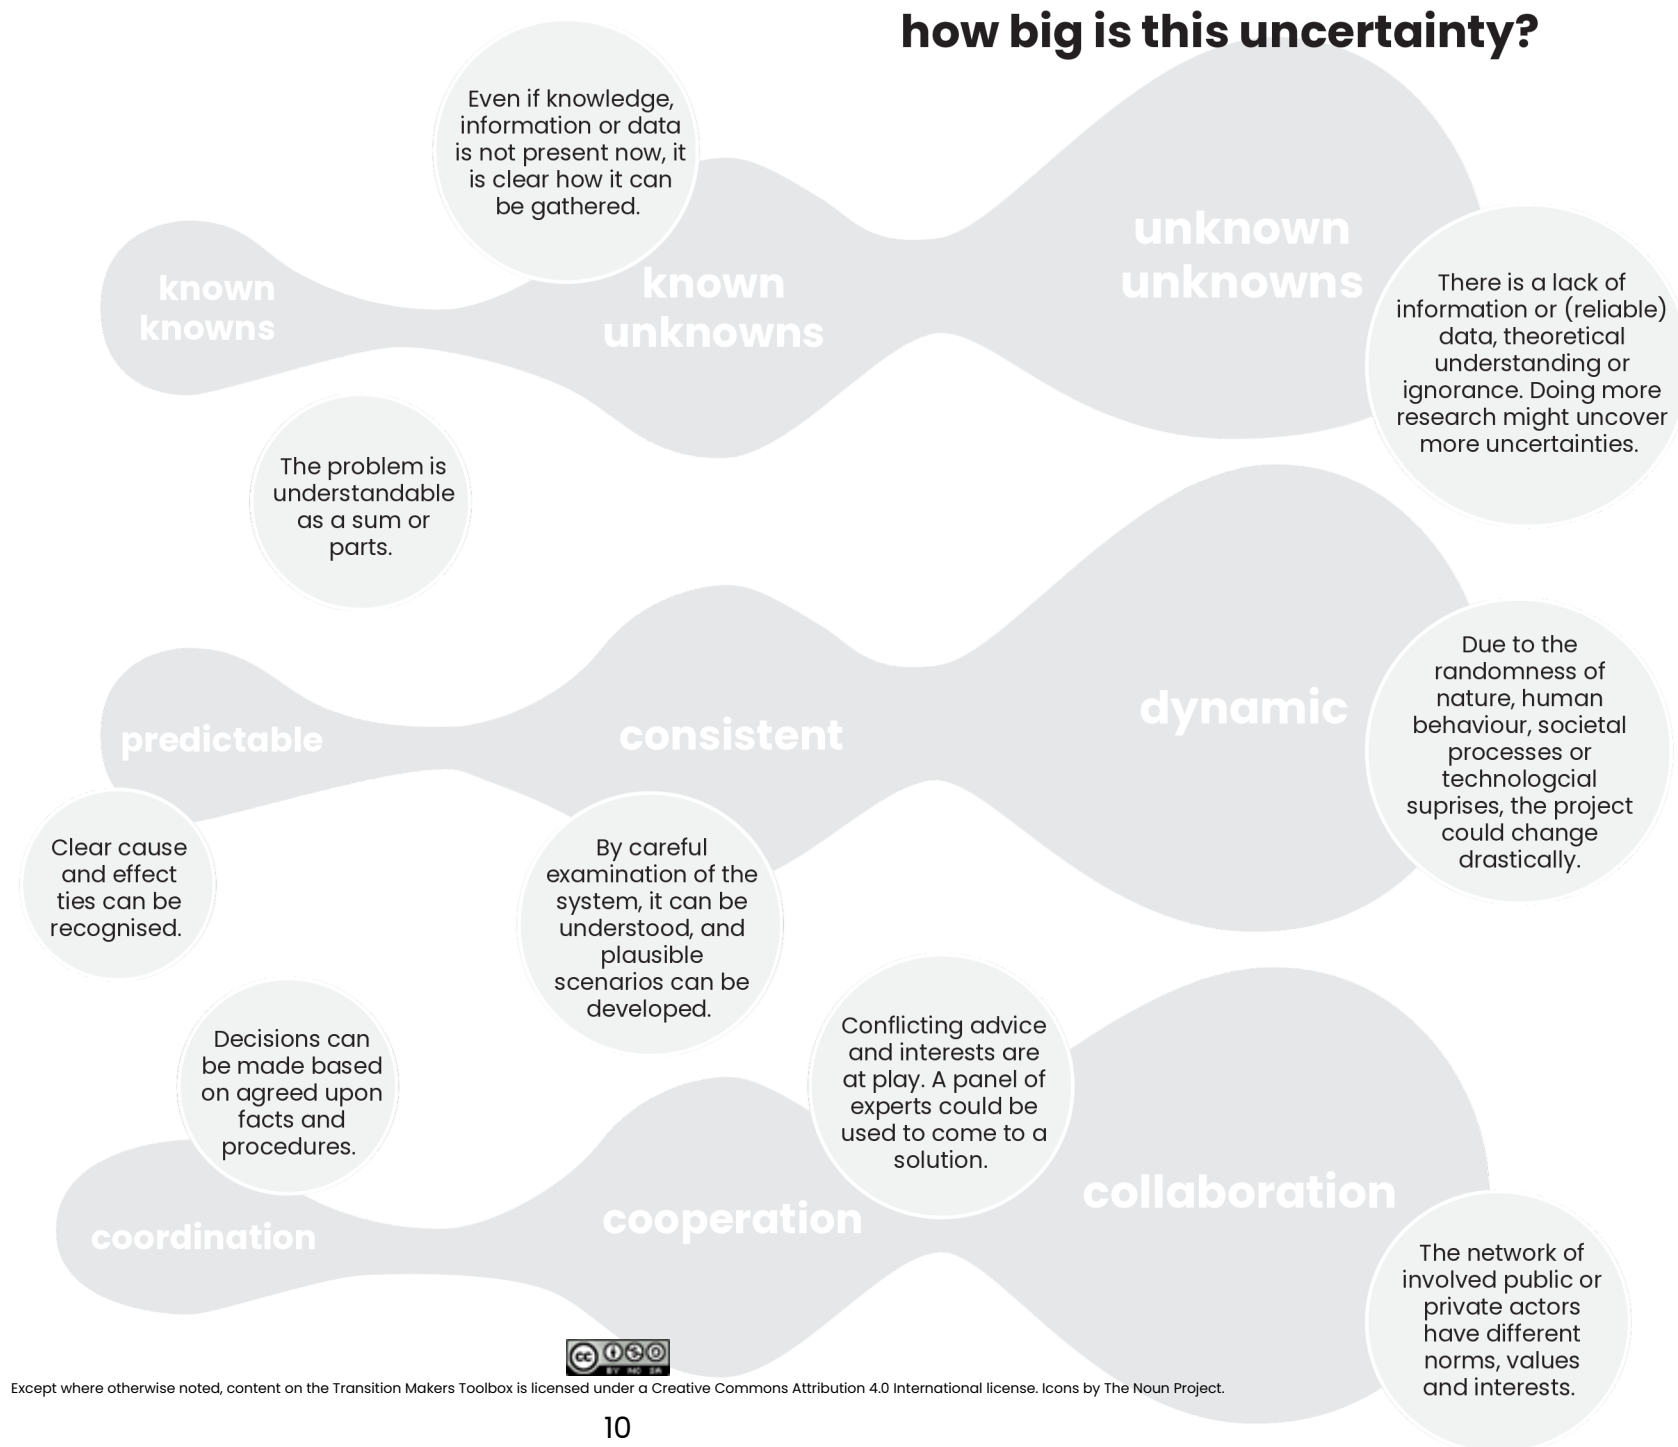 how big is this uncertainty?
Even if knowledge,
information or data
is not present now, it
is clear how it can
be gathered.
known
knowns
known
unknowns
unknown
unknowns
There is a lack of
information or (reliable)
data, theoretical
understanding or
ignorance. Doing more
research might uncover
more uncertainties.
The problem is
understandable
as a sum or
parts.
predictable
consistent
dynamic
Due to the
randomness of
nature, human
behaviour, societal
processes or
technologcial
suprises, the project
could change
drastically.
Clear cause
and effect
ties can be
recognised.
By careful
examination of the
system, it can be
understood, and
plausible
scenarios can be
developed.
Decisions can
be made based
on agreed upon
facts and
procedures.
Conflicting advice
and interests are
at play. A panel of
experts could be
used to come to a
solution.
coordination
cooperation
collaboration
The network of
involved public or
private actors
have different
norms, values
and interests.
cc
BY NC SA
Except where otherwise noted, content on the Transition Makers Toolbox is licensed under a Creative Commons Attribution 4.0 International license. Icons by The Noun Project.
10